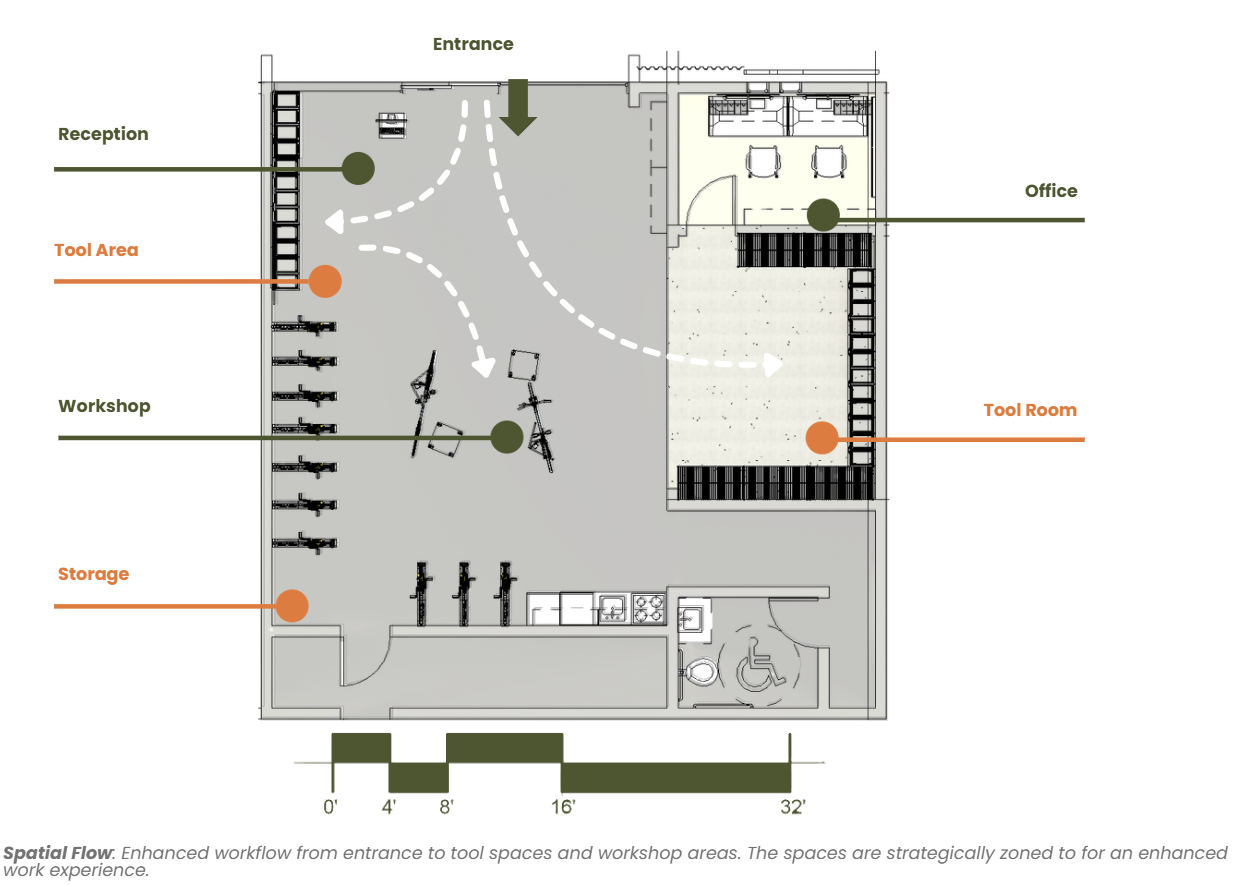 Entrance
Reception
Office
Tool Area
Workshop
Tool Room
Storage
0' 4' 8' 16' 32'
Spatial Flow: Enhanced workflow from entrance to tool spaces and workshop areas. The spaces are strategically zoned to for an enhanced
work experience.